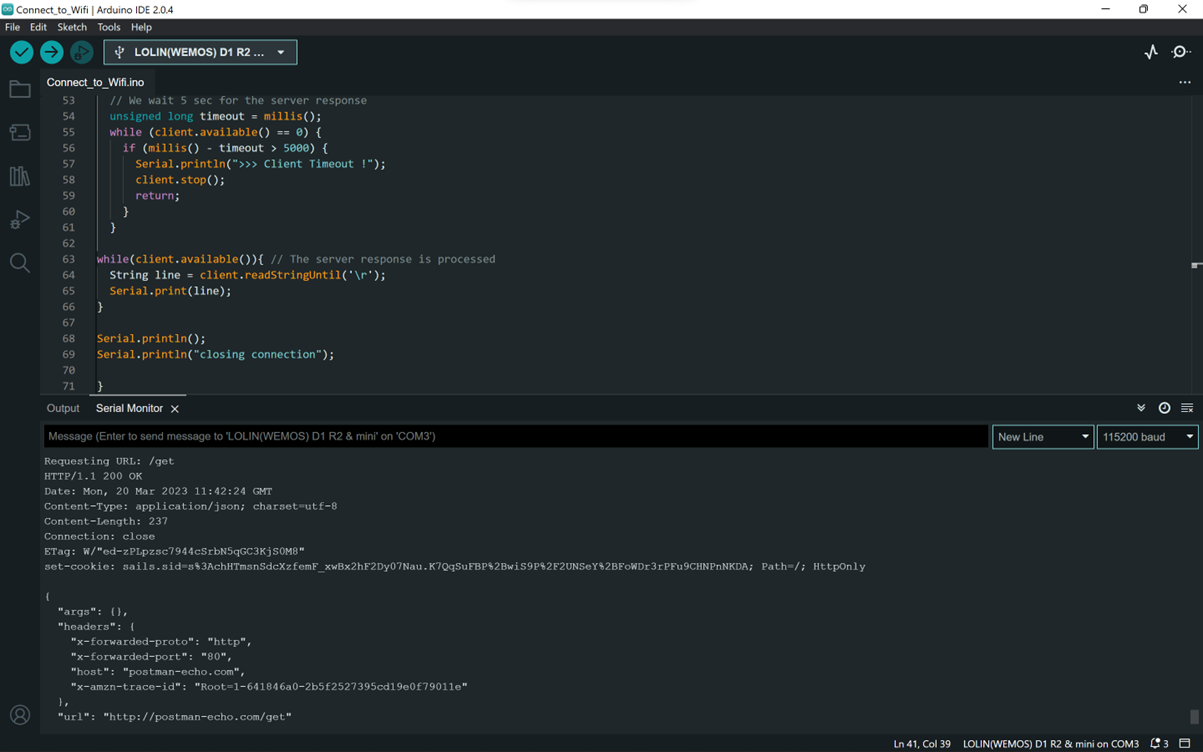 Connect_to_Wifi | Arduino IDE 2.0.4
File Edit Sketch Tools Help
LOLIN(WEMOS) D1 R2 ...
Connect_to_Wifi.ino
53 // We wait 5 sec for the server response
54 unsigned long timeout = millis();
55 while (client.available() == 0) {
56 if (millis() - timeout > 5000) {
57 Serial.println(">>> Client Timeout !");
58 client.stop();
59 return;
60 }
61 }
62
63 while(client.available()){ // The server response is processed
64 String line = client.readStringUntil('\r');
65 Serial.print(line);
66 }
67
68 Serial.println();
69 Serial.println("closing connection");
70
71 }
Output Serial Monitor
Message (Enter to send message to 'LOLIN(WEMOS) D1 R2 & mini' on 'COM3')
New Line 115200 baud
Requesting URL: /get
HTTP/1.1 200 OK
Date: Mon, 20 Mar 2023 11:42:24 GMT
Content-Type: application/json; charset=utf-8
Content-Length: 237
Connection: close
ETag: W/"ed-zPLpzsc7944cSrbN5qGC3KjS0M8"
set-cookie: sails.sid=s%3AchHTmsnSdcXzfemF_xwBx2hF2Dy07Nau.K7QqSuFBP%2BwiS9P%2F2UNSeY%2BFoWDr3rPFu9CHNPnNKDA; Path=/; HttpOnly
{
"args": {},
"headers": {
"x-forwarded-proto": "http",
"x-forwarded-port": "80",
"host": "postman-echo.com",
"x-amzn-trace-id": "Root=1-641846a0-2b5f2527395cd19e0f79011e"
},
"url": "http://postman-echo.com/get"
Ln 41, Col 39 LOLIN(WEMOS) D1 R2 & mini on COM3 3